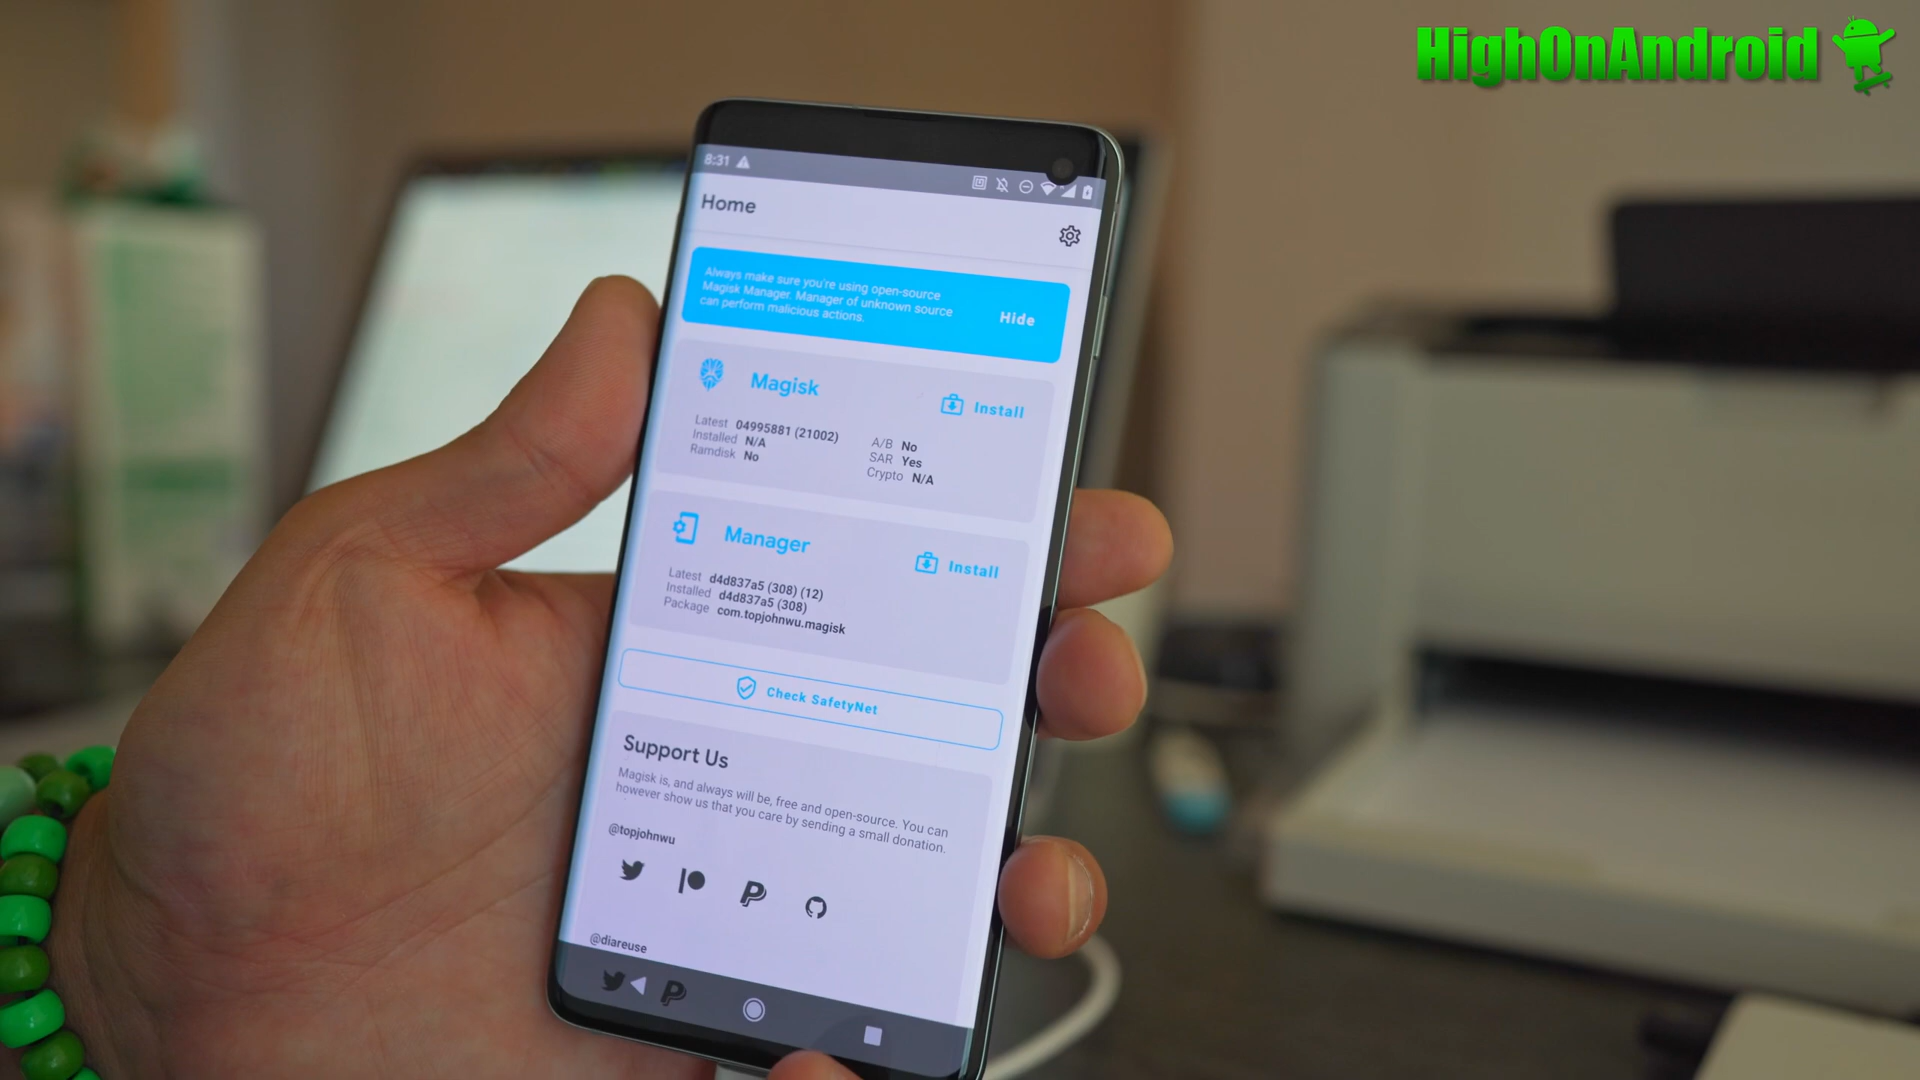 HighOnAndroid
8:31
Home
Always make sure you're using open-source
Magisk Manager. Manager of unknown source
can perform malicious actions.
Hide
Magisk
Install
Latest 04995881 (21002)
Installed N/A
Ramdisk No
A/B No
SAR Yes
Crypto N/A
Manager
Install
Latest d4d837a5 (308) (12)
Installed d4d837a5 (308)
Package com.topjohnwu.magisk
Check SafetyNet
Support Us
Magisk is, and always will be, free and open-source. You can
however show us that you care by sending a small donation.
@topjohnwu
@diareuse